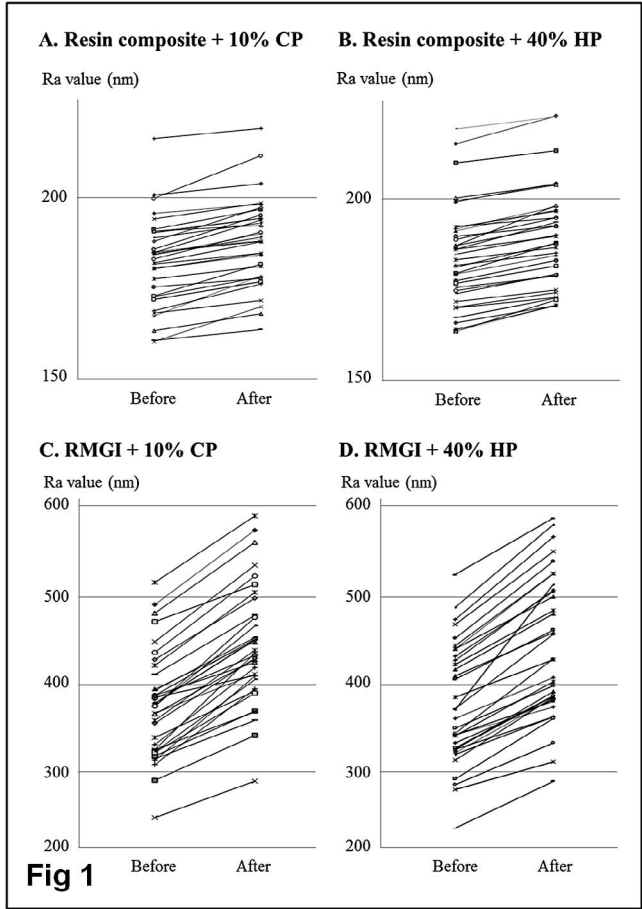 A. Resin composite + 10% CP
Ra value (nm)
200
150
Before After
B. Resin composite + 40% HP
Ra value (nm)
200
150
Before After
C. RMGI + 10% CP
Ra value (nm)
600
500
400
300
200
Before After
D. RMGI + 40% HP
Ra value (nm)
600
500
400
300
200
Before After
Fig 1